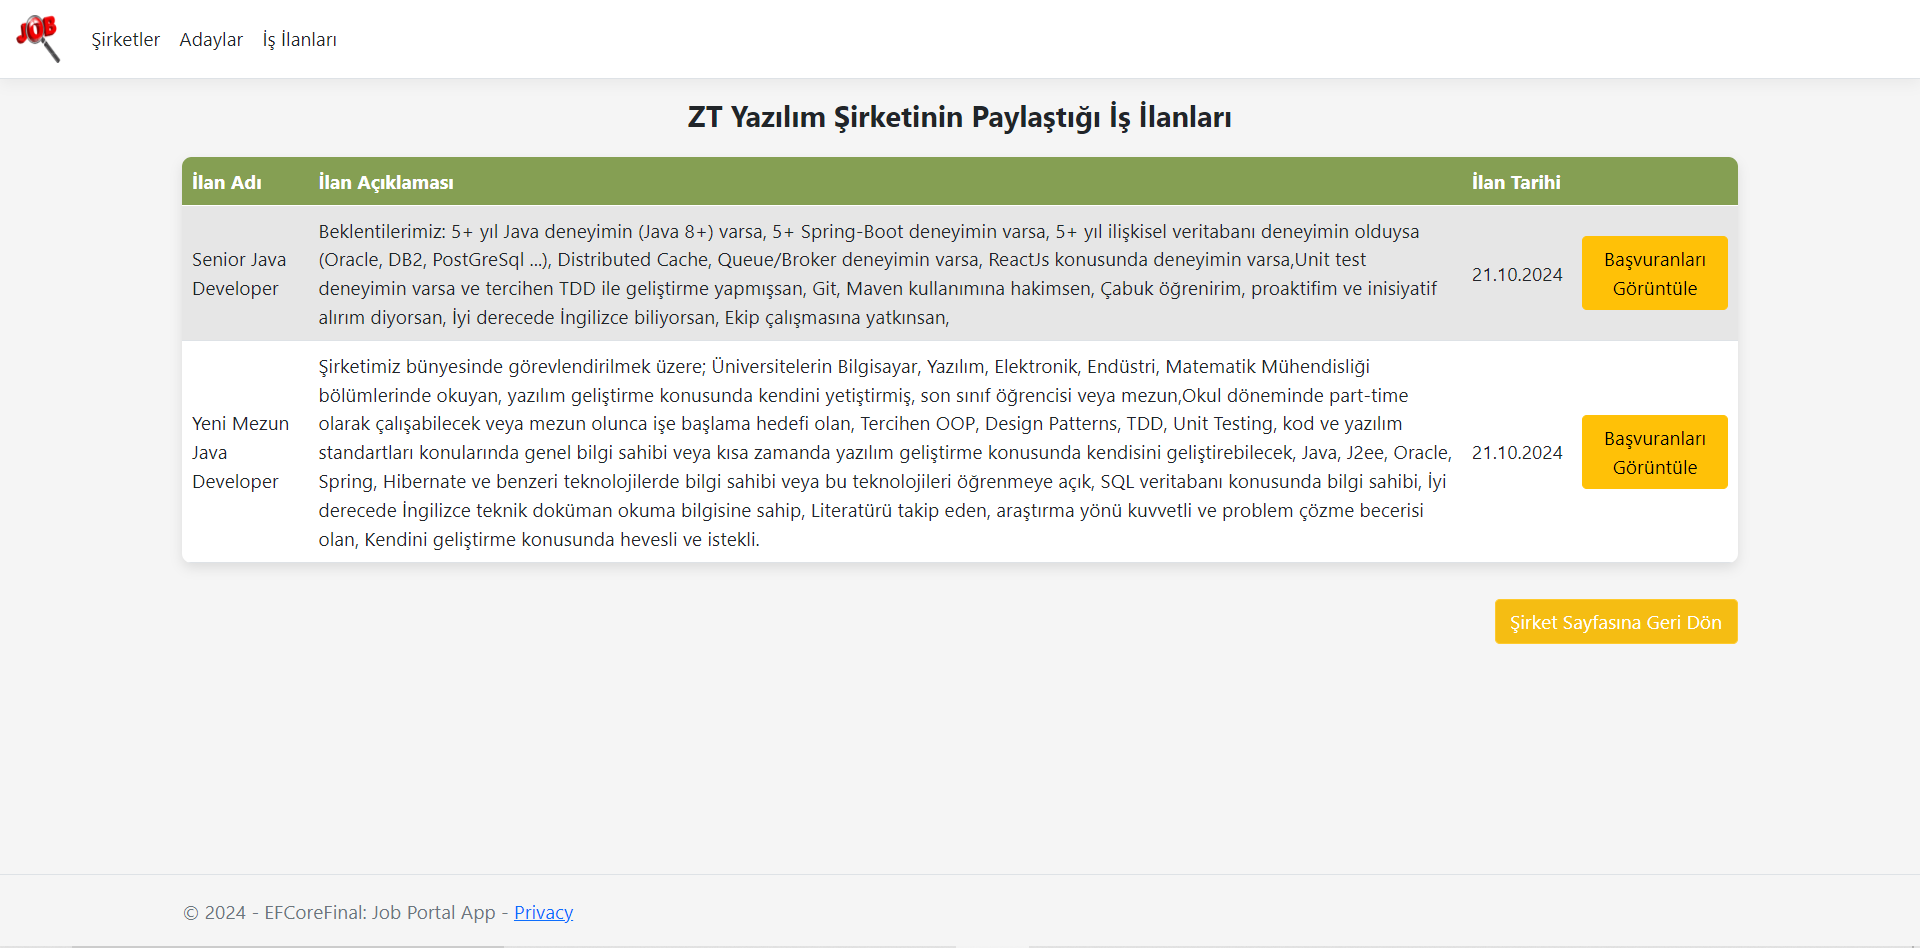 JOB
Şirketler Adaylar İş İlanları
ZT Yazılım Şirketinin Paylaştığı İş İlanları
İlan Adı İlan Açıklaması İlan Tarihi
Senior Java
Developer
Beklentilerimiz: 5+ yıl Java deneyimin (Java 8+) varsa, 5+ Spring-Boot deneyimin varsa, 5+ yıl ilişkisel veritabanı deneyimin olduysa
(Oracle, DB2, PostGreSql ...), Distributed Cache, Queue/Broker deneyimin varsa, ReactJs konusunda deneyimin varsa,Unit test
deneyimin varsa ve tercihen TDD ile geliştirme yapmışsan, Git, Maven kullanımına hakimsen, Çabuk öğrenirim, proaktifim ve inisiyatif
alırım diyorsan, İyi derecede İngilizce biliyorsan, Ekip çalışmasına yatkınsan,
21.10.2024
Başvuranları
Görüntüle
Yeni Mezun
Java
Developer
Şirketimiz bünyesinde görevlendirilmek üzere; Üniversitelerin Bilgisayar, Yazılım, Elektronik, Endüstri, Matematik Mühendisliği
bölümlerinde okuyan, yazılım geliştirme konusunda kendini yetiştirmiş, son sınıf öğrencisi veya mezun,Okul döneminde part-time
olarak çalışabilecek veya mezun olunca işe başlama hedefi olan, Tercihen OOP, Design Patterns, TDD, Unit Testing, kod ve yazılım
standartları konularında genel bilgi sahibi veya kısa zamanda yazılım geliştirme konusunda kendisini geliştirebilecek, Java, J2ee, Oracle,
Spring, Hibernate ve benzeri teknolojilerde bilgi sahibi veya bu teknolojileri öğrenmeye açık, SQL veritabanı konusunda bilgi sahibi, İyi
derecede İngilizce teknik doküman okuma bilgisine sahip, Literatürü takip eden, araştırma yönü kuvvetli ve problem çözme becerisi
olan, Kendini geliştirme konusunda hevesli ve istekli.
21.10.2024
Başvuranları
Görüntüle
Şirket Sayfasına Geri Dön
© 2024 - EFCoreFinal: Job Portal App - Privacy